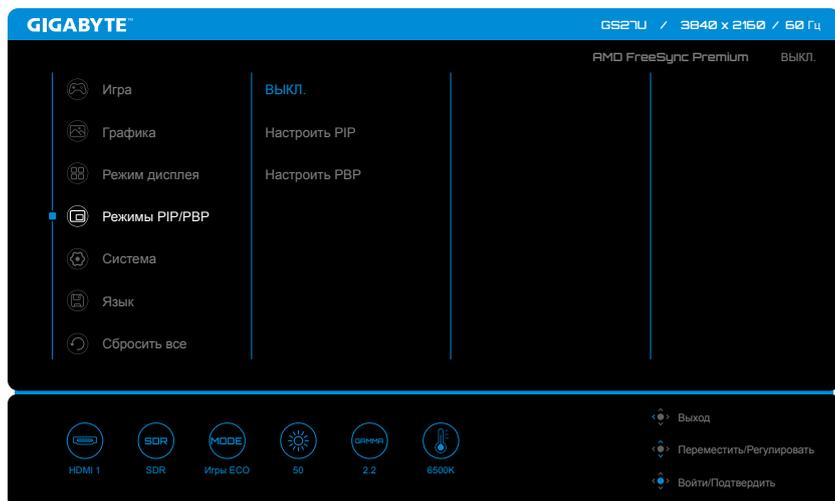 GIGABYTE™
GS27U / 3840 x 2160 / 60 Гц
AMD FreeSync Premium ВЫКЛ.
Игра
ВЫКЛ.
Графика
Настроить PIP
Режим дисплея
Настроить PBP
Режимы PIP/PBP
Система
Язык
Сбросить все
SDR
MODE
GAMMA
HDMI 1
SDR
Игры ECO
50
2.2
6500K
Выход
Переместить/Регулировать
Войти/Подтвердить